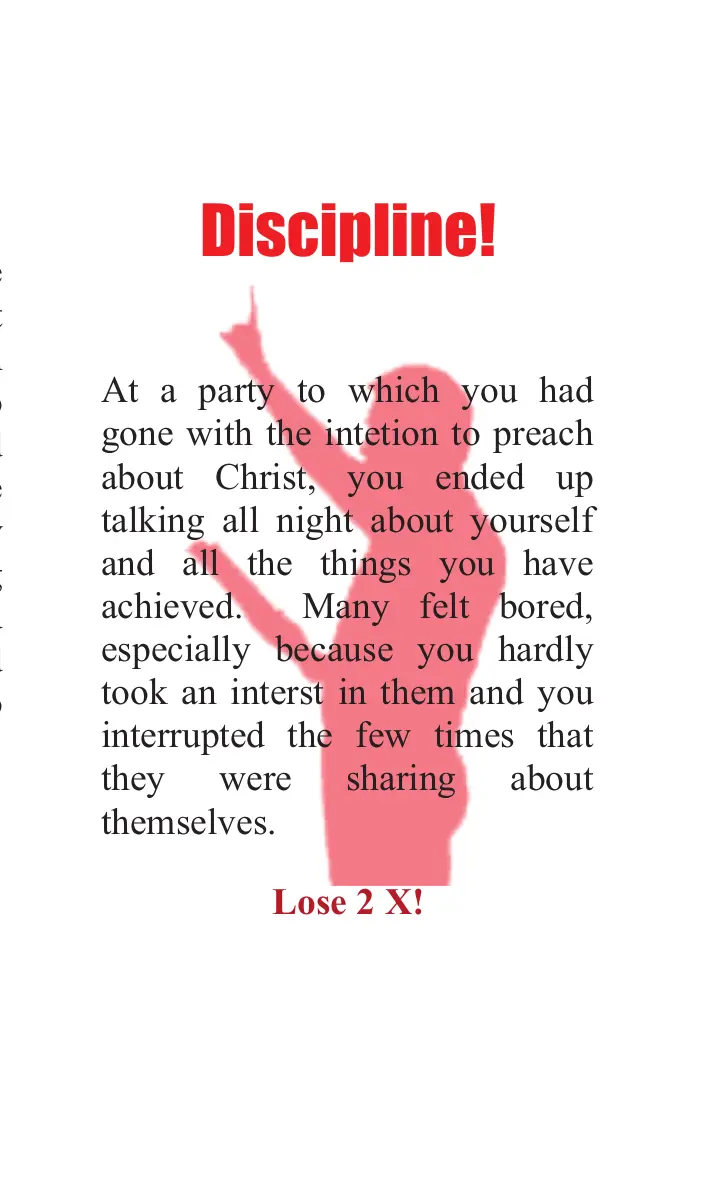 Discipline!
At a party to which you had
gone with the intetion to preach
about Christ, you ended up
talking all night about yourself
and all the things you have
achieved. Many felt bored,
especially because you hardly
took an interst in them and you
interrupted the few times that
they were sharing about
themselves.
Lose 2 X!